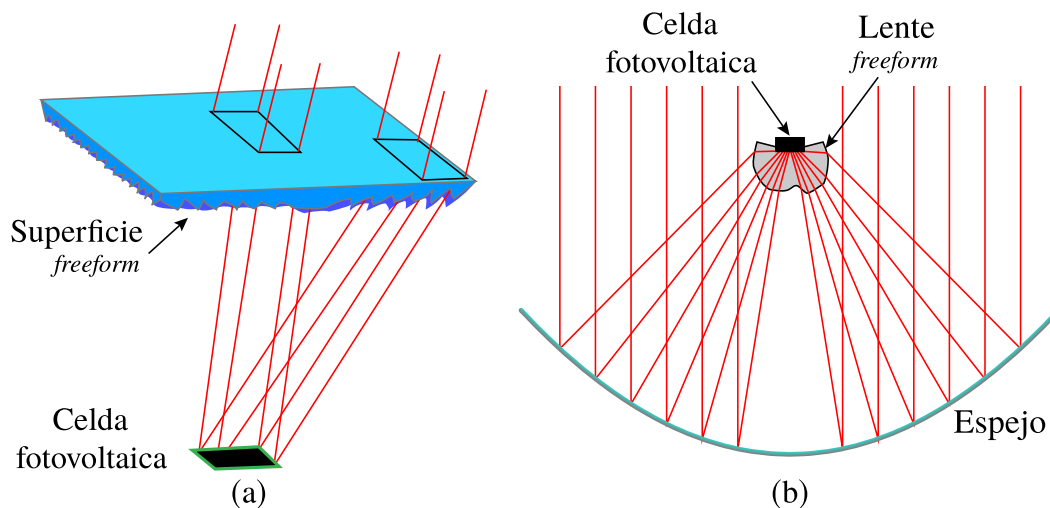 Superficie
freeform
Celda
fotovoltaica
(a)
Celda
fotovoltaica
Lente
freeform
Espejo
(b)